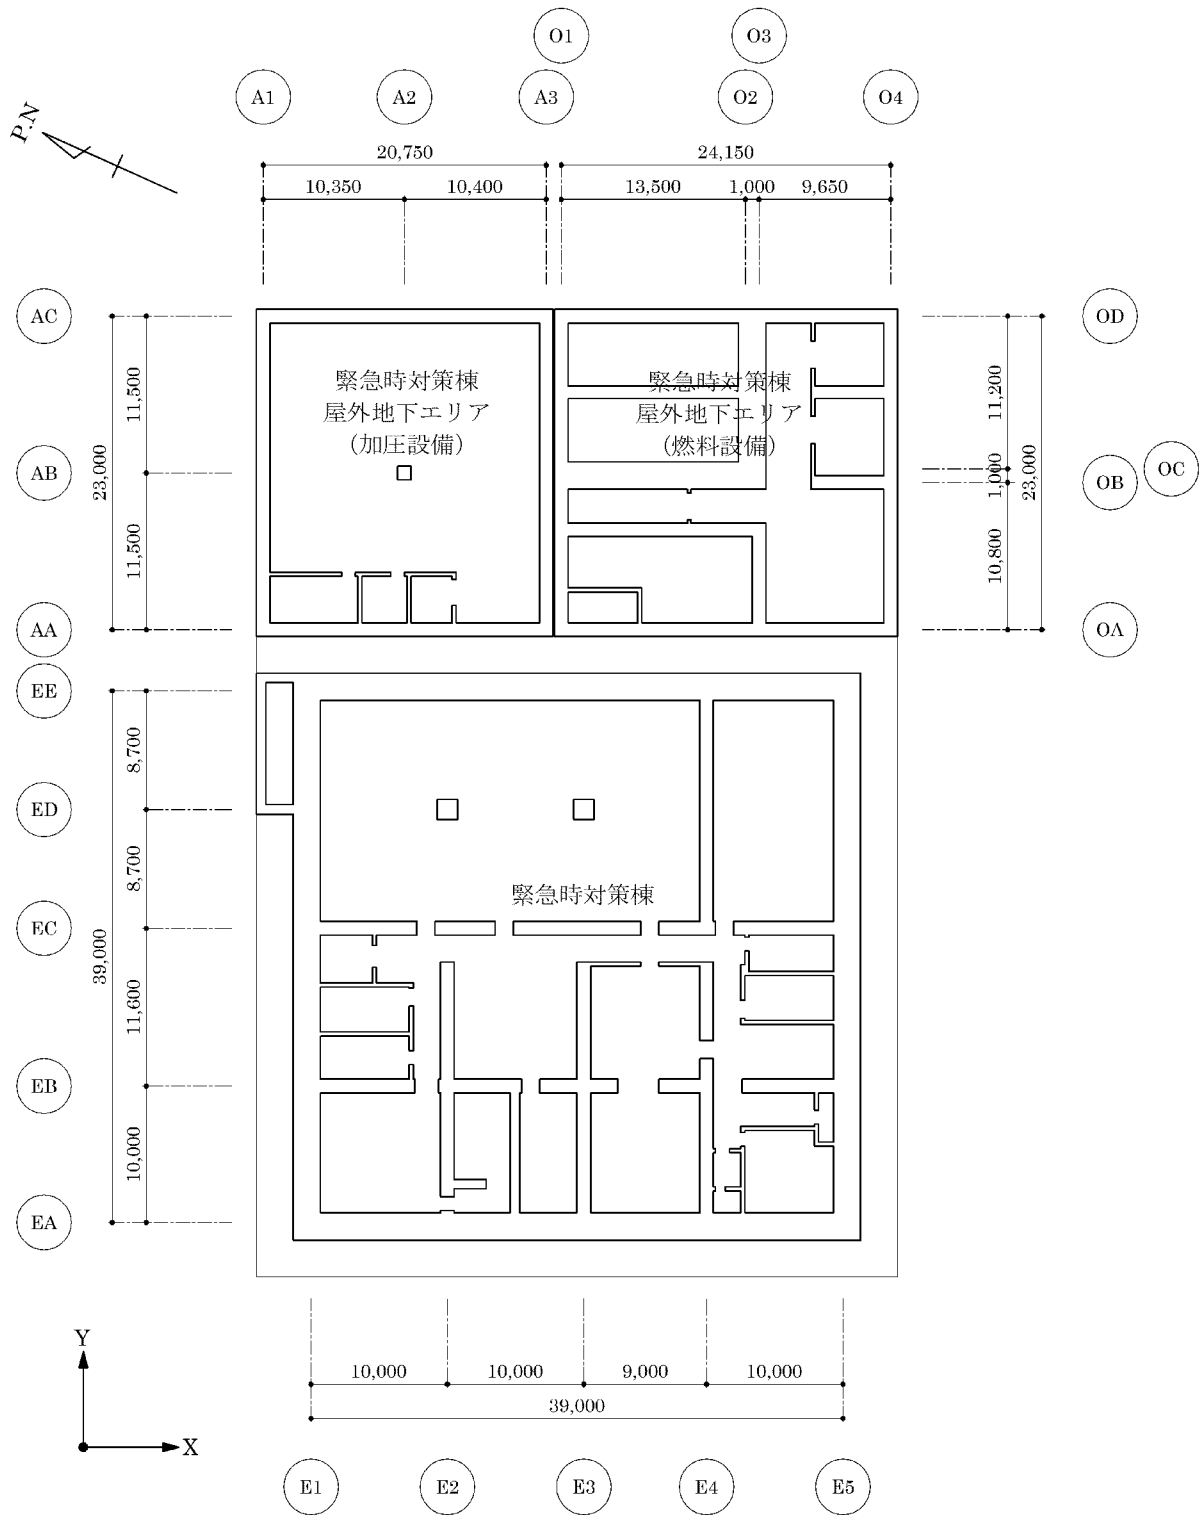 O1 O3
A1 A2 A3 O2 O4
P.N
20,750 24,150
10,350 10,400 13,500 1,000 9,650
AC OD
緊急時対策棟 緊急時対策棟
屋外地下エリア 屋外地下エリア
(加圧設備) (燃料設備)
11,500 11,200
AB OB OC
23,000 1,000 23,000
11,500 10,800
AA OA
EE
8,700
ED
8,700
緊急時対策棟
EC
39,000
11,600
EB
10,000
EA
Y
10,000 10,000 9,000 10,000
39,000
X
E1 E2 E3 E4 E5